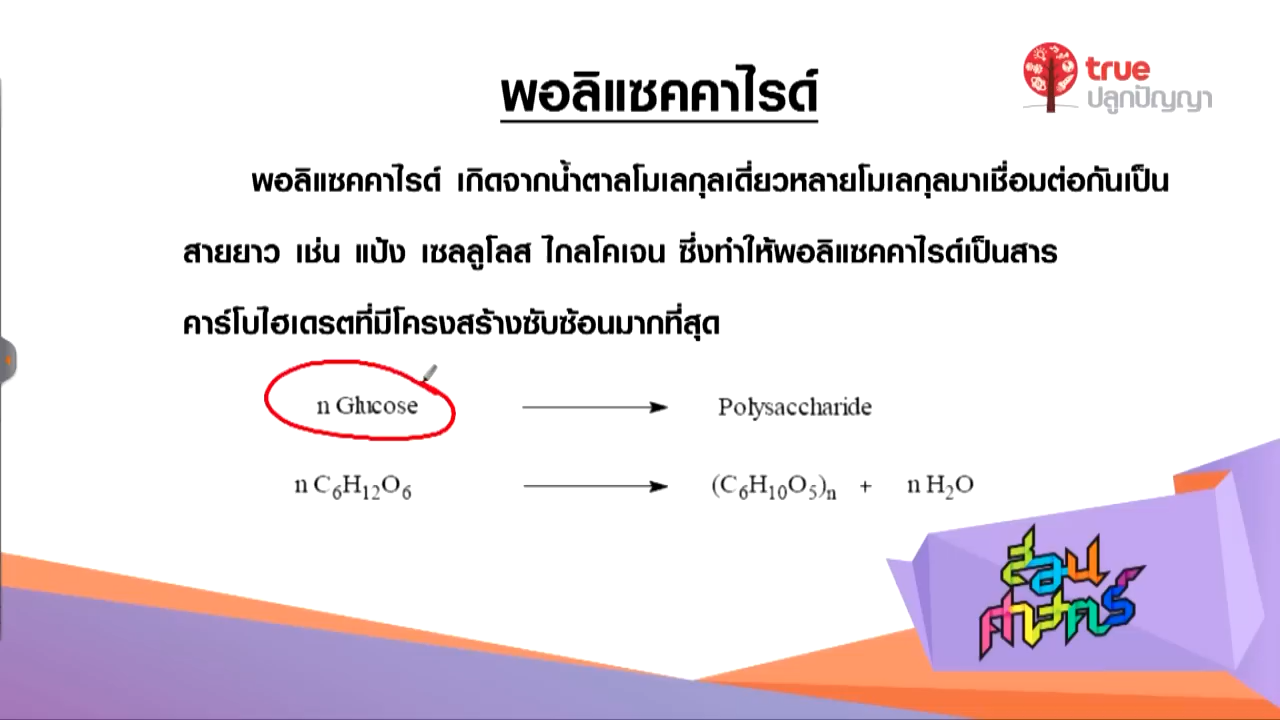 พอลิแซคคาไรด์
true
ปลูกปัญญา
พอลิแซคคาไรด์ เกิดจากน้ำตาลโมเลกุลเดี่ยวหลายโมเลกุลมาเชื่อมต่อกันเป็น
สายยาว เช่น แป้ง เซลลูโลส ไกลโคเจน ซึ่งทำให้พอลิแซคคาไรด์เป็นสาร
คาร์โบไฮเดรตที่มีโครงสร้างซับซ้อนมากที่สุด
n Glucose → Polysaccharide
n C₆H₁₂O₆ → (C₆H₁₀O₅)ₙ + n H₂O
สอน
ศาสตร์